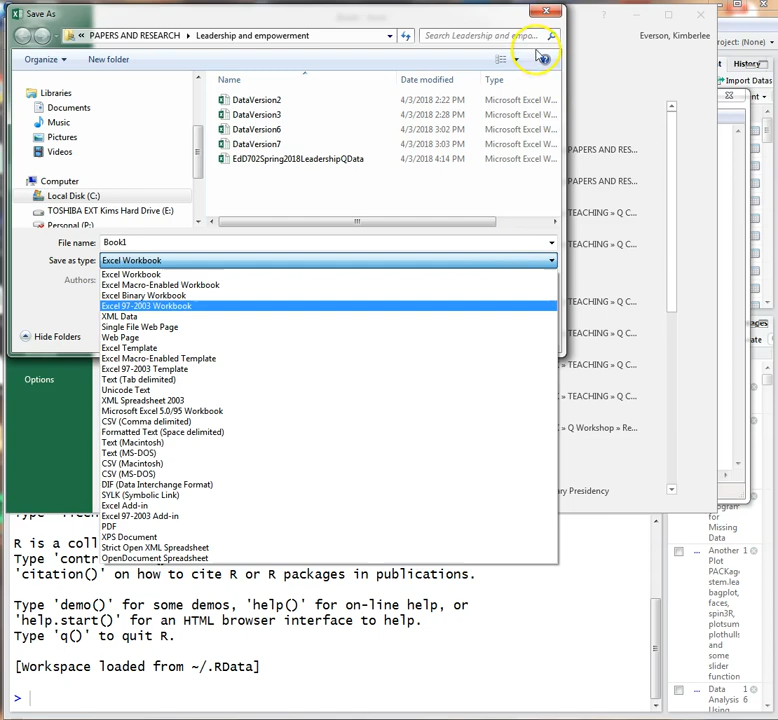 Save As
« PAPERS AND RESEARCH ▸ Leadership and empowerment
Search Leadership and empo...
Everson, Kimberlee
Organize
New folder
Project: (None)
History
Import Datas
Name
Date modified
Type
Libraries
Documents
Music
Pictures
Videos
Computer
Local Disk (C:)
TOSHIBA EXT Kims Hard Drive (E:)
Personal (P:)
DataVersion2 4/3/2018 2:22 PM Microsoft Excel W...
DataVersion3 4/3/2018 2:28 PM Microsoft Excel W...
DataVersion6 4/3/2018 3:02 PM Microsoft Excel W...
DataVersion7 4/3/2018 3:03 PM Microsoft Excel W...
EdD702Spring2018LeadershipQData 4/3/2018 4:14 PM Microsoft Excel W...
PAPERS AND RES...
PAPERS AND RES...
TEACHING » Q C...
TEACHING » Q C...
TEACHING » Q C...
TEACHING » Q C...
» TEACHING » Q C...
» TEACHING » Q C...
» Q Workshop » Re...
ary Presidency
File name: Book1
Save as type: Excel Workbook
Authors:
Hide Folders
Options
Excel Workbook
Excel Macro-Enabled Workbook
Excel Binary Workbook
Excel 97-2003 Workbook
XML Data
Single File Web Page
Web Page
Excel Template
Excel Macro-Enabled Template
Excel 97-2003 Template
Text (Tab delimited)
Unicode Text
XML Spreadsheet 2003
Microsoft Excel 5.0/95 Workbook
CSV (Comma delimited)
Formatted Text (Space delimited)
Text (Macintosh)
Text (MS-DOS)
CSV (Macintosh)
CSV (MS-DOS)
DIF (Data Interchange Format)
SYLK (Symbolic Link)
Excel Add-in
Excel 97-2003 Add-in
PDF
XPS Document
Strict Open XML Spreadsheet
OpenDocument Spreadsheet
R is a coll
Type 'contr
'citation()' on how to cite R or R packages in publications.
Type 'demo()' for some demos, 'help()' for on-line help, or
'help.start()' for an HTML browser interface to help.
Type 'q()' to quit R.
[Workspace loaded from ~/.RData]
>
Program
for
Missing
Data
Another 1
Plot
PACKage
stem.lea
bagplot,
faces,
spin3R,
plotsum
plothulls
and
some
slider
function
Data 1
Analysis 6
Using